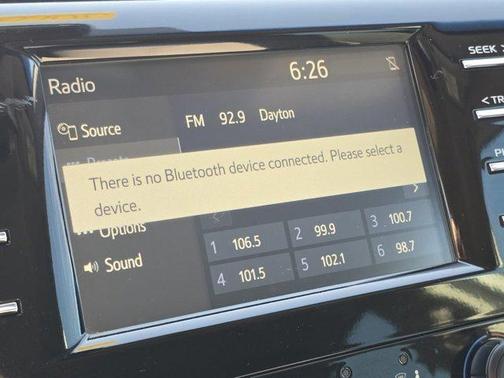 Radio
6:26
Source
FM 92.9 Dayton
There is no Bluetooth device connected. Please select a
device.
Options
Sound
1 106.5
2 99.9
3 100.7
4 101.5
5 102.1
6 98.7
SEEK >